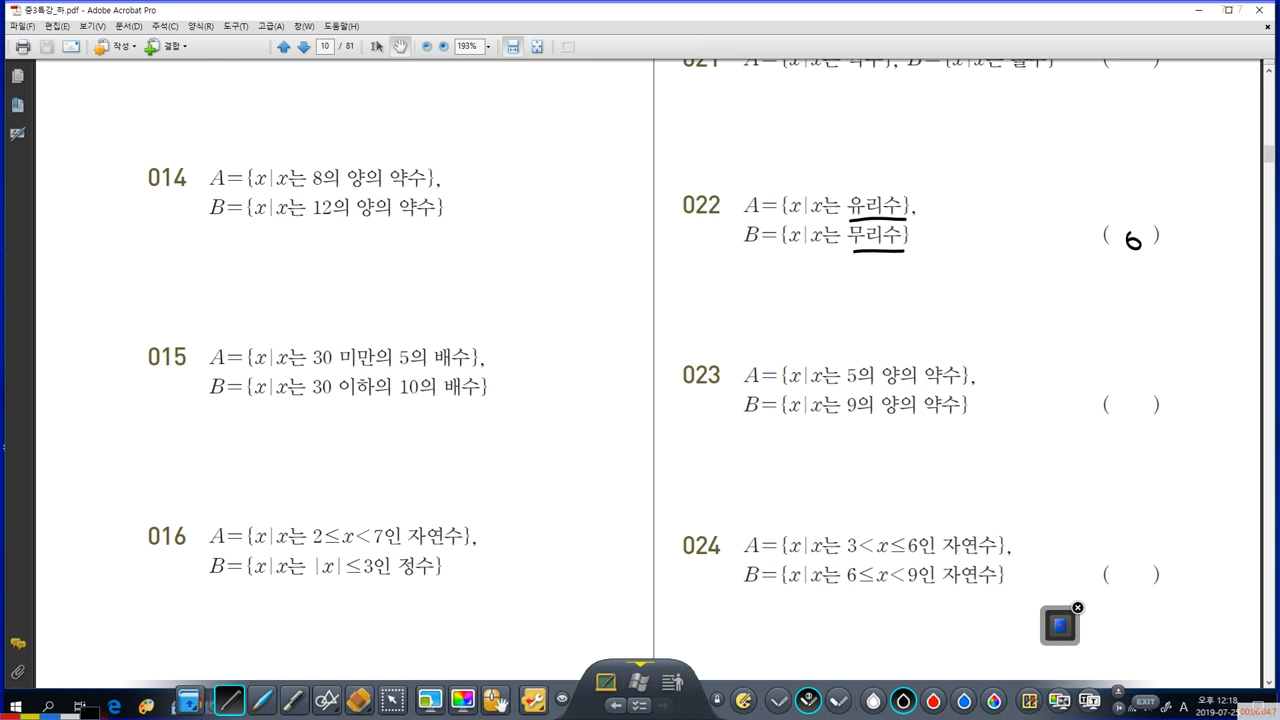 중3특강_하.pdf - Adobe Acrobat Pro
파일(F) 편집(E) 보기(V) 문서(D) 주석(C) 양식(R) 도구(T) 고급(A) 창(W) 도움말(H)
작성 결합 10 / 81 193%
021 A={x|x는 }, B={x|x는 } ( )
014 A={x|x는 8의 양의 약수},
B={x|x는 12의 양의 약수}
015 A={x|x는 30 미만의 5의 배수},
B={x|x는 30 이하의 10의 배수}
016 A={x|x는 2≤x<7인 자연수},
B={x|x는 |x|≤3인 정수}
022 A={x|x는 유리수},
B={x|x는 무리수} ( 6 )
023 A={x|x는 5의 양의 약수},
B={x|x는 9의 양의 약수} ( )
024 A={x|x는 3<x≤6인 자연수},
B={x|x는 6≤x<9인 자연수} ( )
EXIT A 오후 12:18